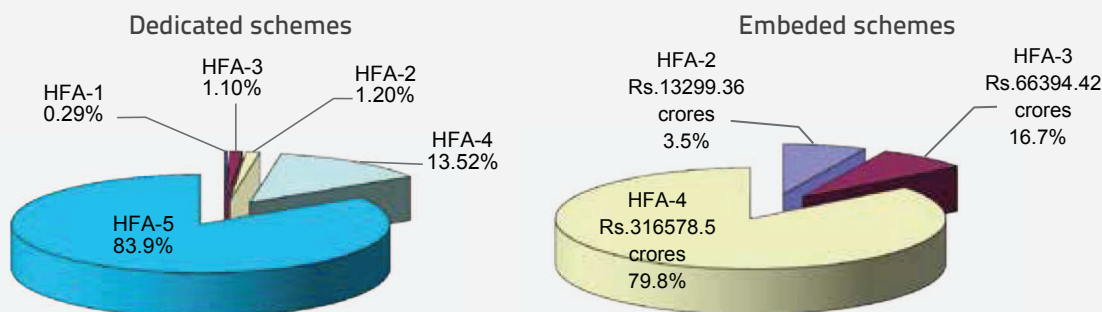 Dedicated schemes
HFA-1
0.29%
HFA-3
1.10%
HFA-2
1.20%
HFA-4
13.52%
HFA-5
83.9%
Embeded schemes
HFA-2
Rs.13299.36
crores
3.5%
HFA-3
Rs.66394.42
crores
16.7%
HFA-4
Rs.316578.5
crores
79.8%